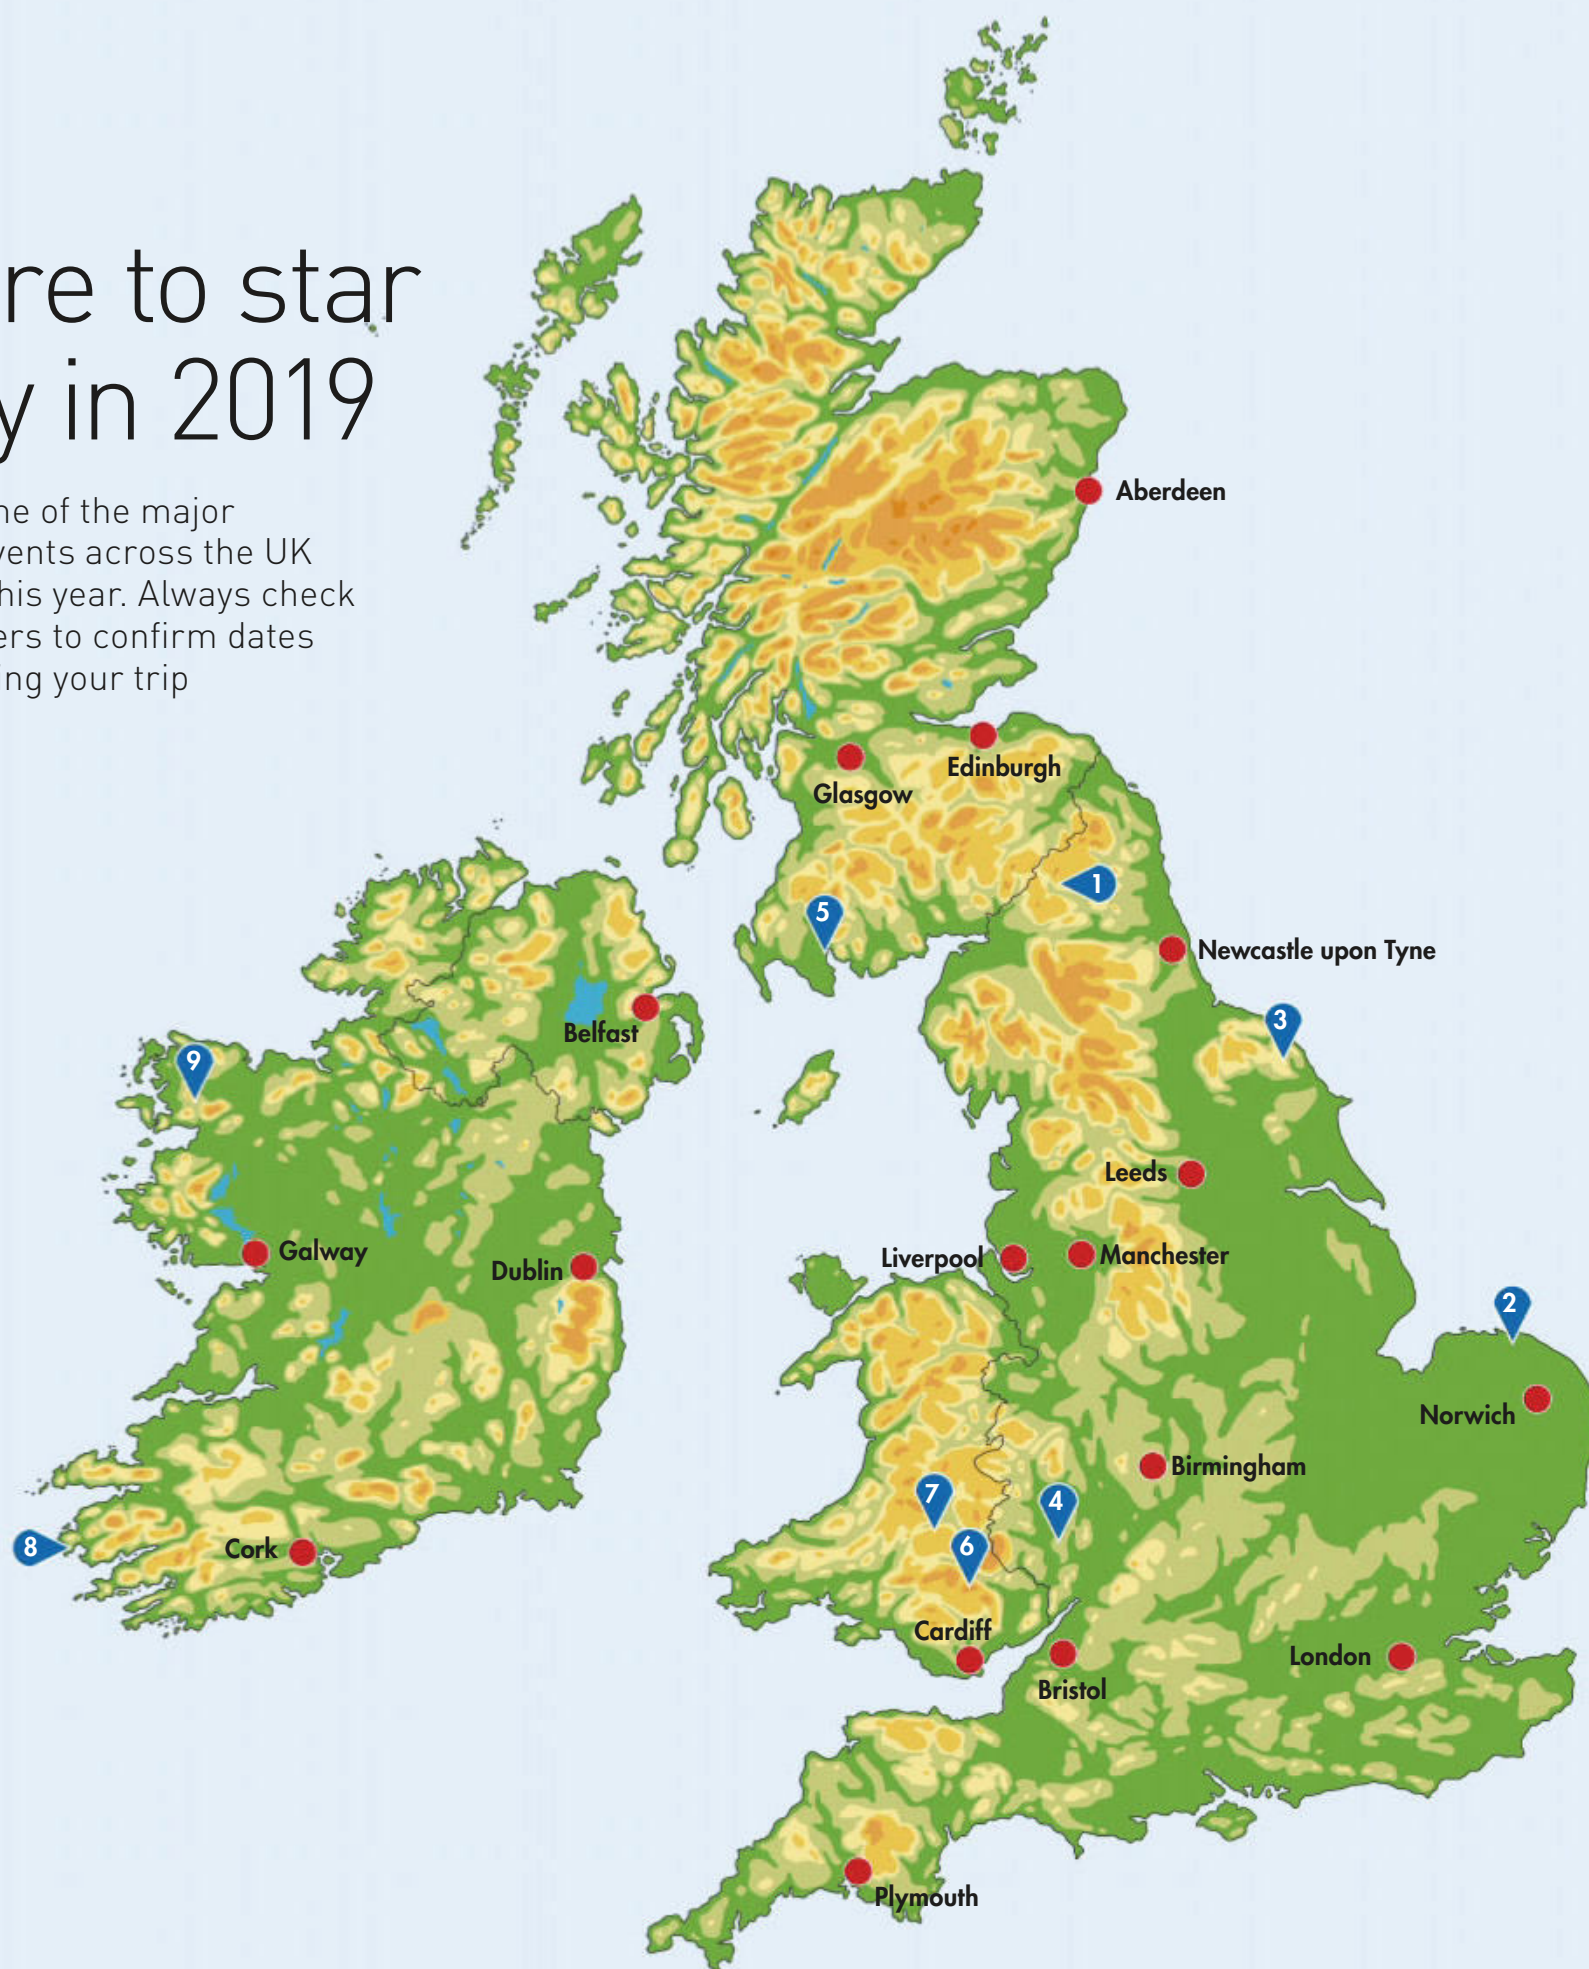 re to star
y in 2019
ne of the major
vents across the UK
his year. Always check
ers to confirm dates
ing your trip
Aberdeen
Edinburgh
Glasgow
1
5
Newcastle upon Tyne
Belfast
3
9
Leeds
Galway
Dublin
Liverpool
Manchester
2
Norwich
Birmingham
7
4
8
Cork
6
Cardiff
London
Bristol
Plymouth